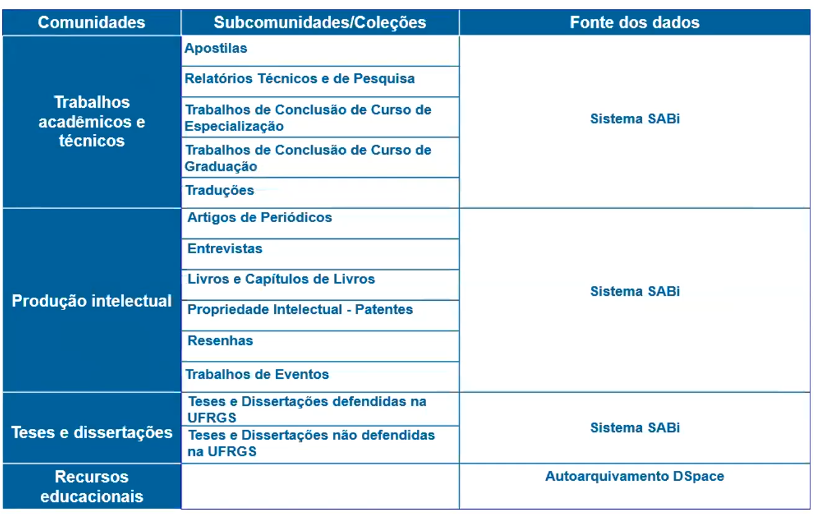 Comunidades
Subcomunidades/Coleções
Fonte dos dados
Trabalhos
acadêmicos e
técnicos
Apostilas
Relatórios Técnicos e de Pesquisa
Trabalhos de Conclusão de Curso de
Especialização
Trabalhos de Conclusão de Curso de
Graduação
Traduções
Sistema SABi
Produção intelectual
Artigos de Periódicos
Entrevistas
Livros e Capítulos de Livros
Propriedade Intelectual - Patentes
Resenhas
Trabalhos de Eventos
Sistema SABi
Teses e dissertações
Teses e Dissertações defendidas na
UFRGS
Teses e Dissertações não defendidas
na UFRGS
Sistema SABi
Recursos
educacionais
Autoarquivamento DSpace